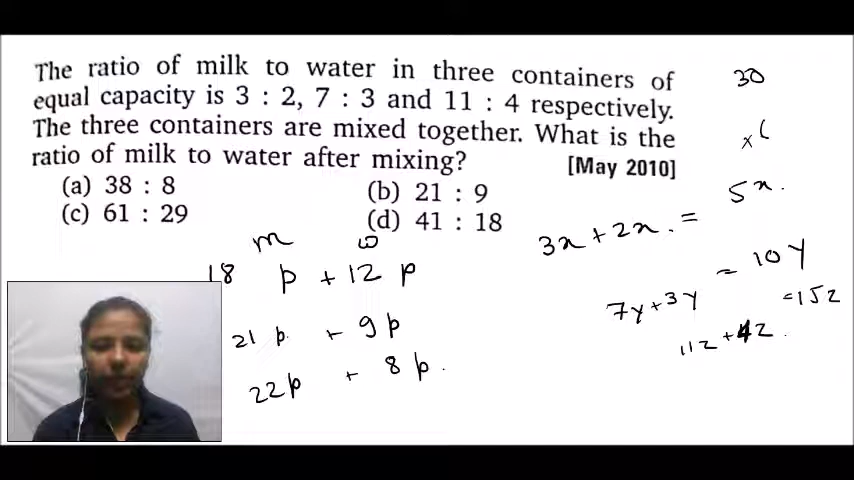 The ratio of milk to water in three containers of
equal capacity is 3 : 2, 7 : 3 and 11 : 4 respectively.
The three containers are mixed together. What is the
ratio of milk to water after mixing? [May 2010]
(a) 38 : 8 (b) 21 : 9
(c) 61 : 29 (d) 41 : 18
30
5x.
3x + 2x. =
m w
18 p + 12 p
= 10y
7y + 3y
= 15z
21 p + 9p
11z + 4z.
22p + 8p.